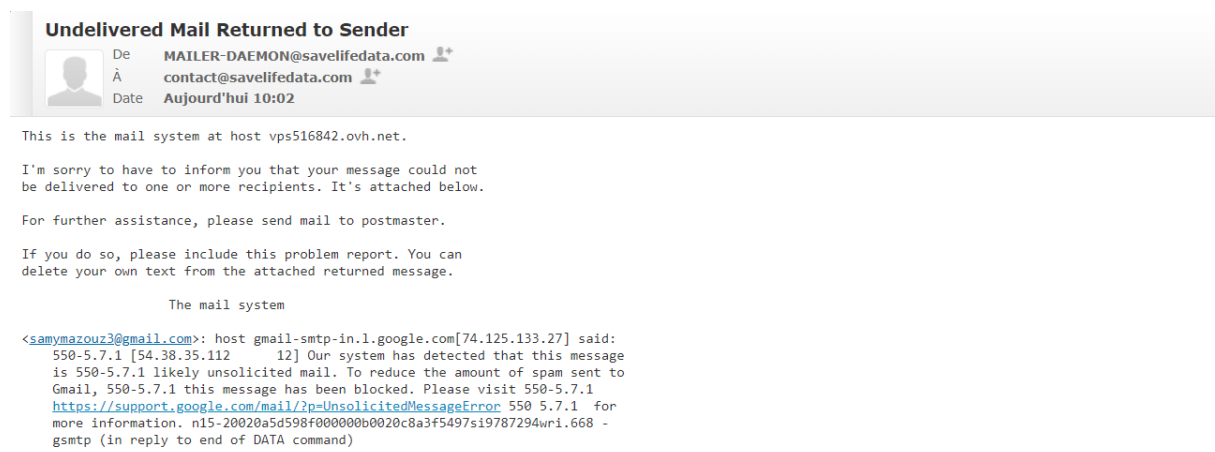 Undelivered Mail Returned to Sender
De MAILER-DAEMON@savelifedata.com
À contact@savelifedata.com
Date Aujourd'hui 10:02
This is the mail system at host vps516842.ovh.net.
I'm sorry to have to inform you that your message could not
be delivered to one or more recipients. It's attached below.
For further assistance, please send mail to postmaster.
If you do so, please include this problem report. You can
delete your own text from the attached returned message.
The mail system
<samymazouz3@gmail.com>: host gmail-smtp-in.l.google.com[74.125.133.27] said:
550-5.7.1 [54.38.35.112      12] Our system has detected that this message
is 550-5.7.1 likely unsolicited mail. To reduce the amount of spam sent to
Gmail, 550-5.7.1 this message has been blocked. Please visit 550-5.7.1
https://support.google.com/mail/?p=UnsolicitedMessageError 550 5.7.1  for
more information. n15-20020a5d598f000000b0020c8a3f5497si9787294wri.668 -
gsmtp (in reply to end of DATA command)